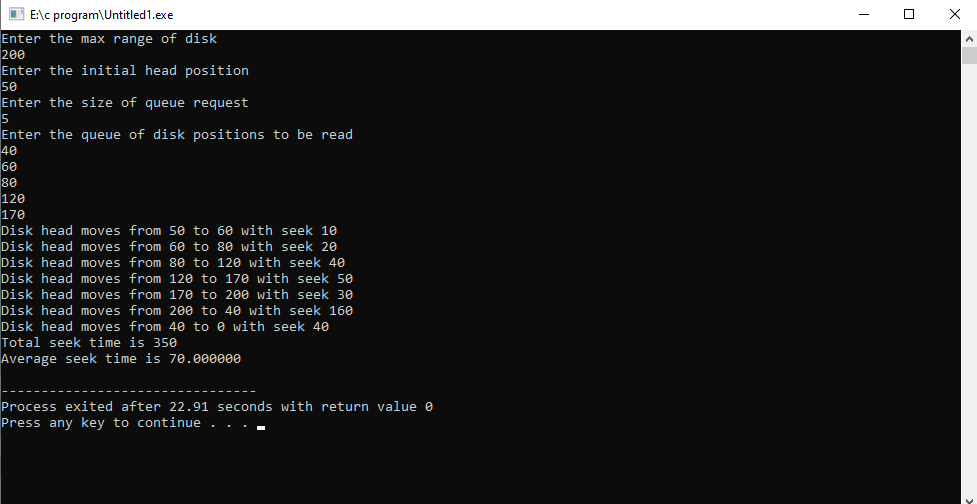 E:\c program\Untitled1.exe
Enter the max range of disk
200
Enter the initial head position
50
Enter the size of queue request
5
Enter the queue of disk positions to be read
40
60
80
120
170
Disk head moves from 50 to 60 with seek 10
Disk head moves from 60 to 80 with seek 20
Disk head moves from 80 to 120 with seek 40
Disk head moves from 120 to 170 with seek 50
Disk head moves from 170 to 200 with seek 30
Disk head moves from 200 to 40 with seek 160
Disk head moves from 40 to 0 with seek 40
Total seek time is 350
Average seek time is 70.000000
--------------------------------
Process exited after 22.91 seconds with return value 0
Press any key to continue . . .